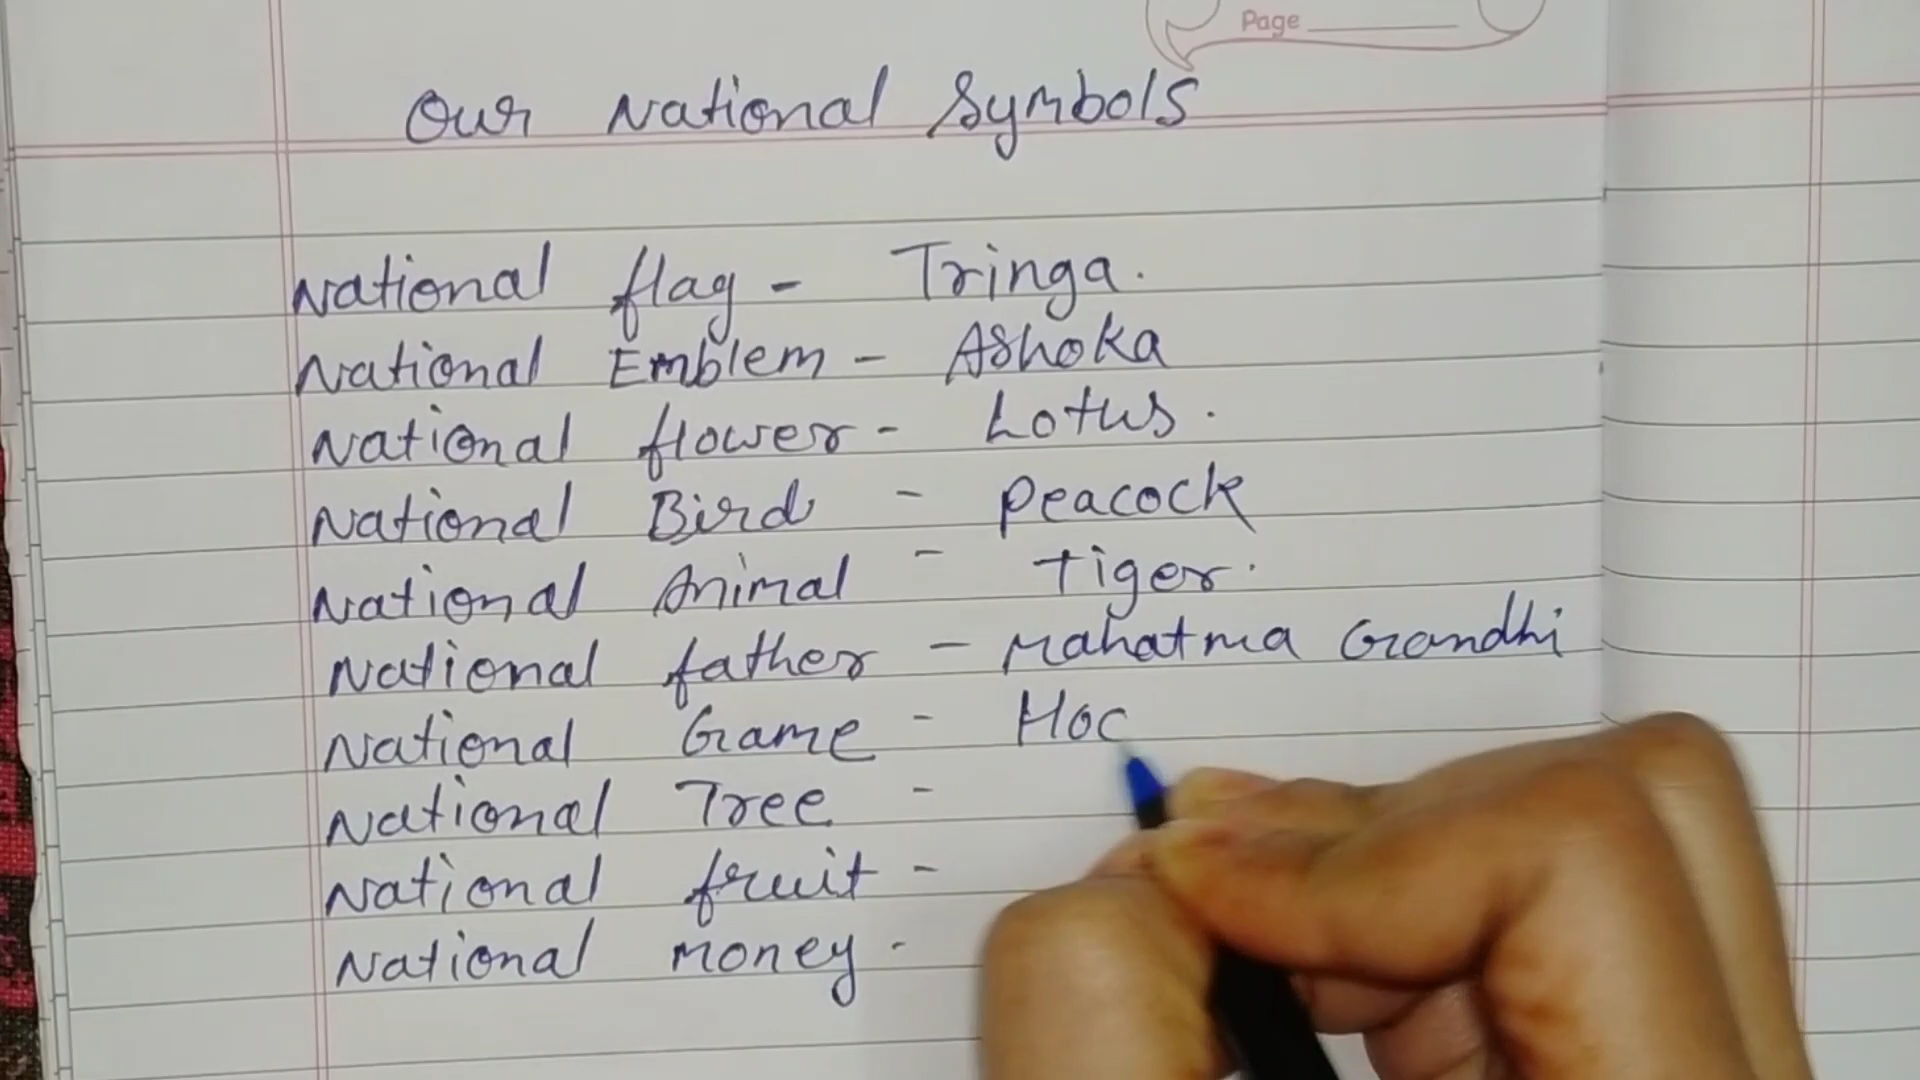 Page
Our National Symbols
National flag - Tringa.
National Emblem - Ashoka
National flower - Lotus.
National Bird - Peacock
National Animal - Tiger.
National father - Mahatma Gandhi
National Game - Hoc
National Tree -
National fruit -
National money -